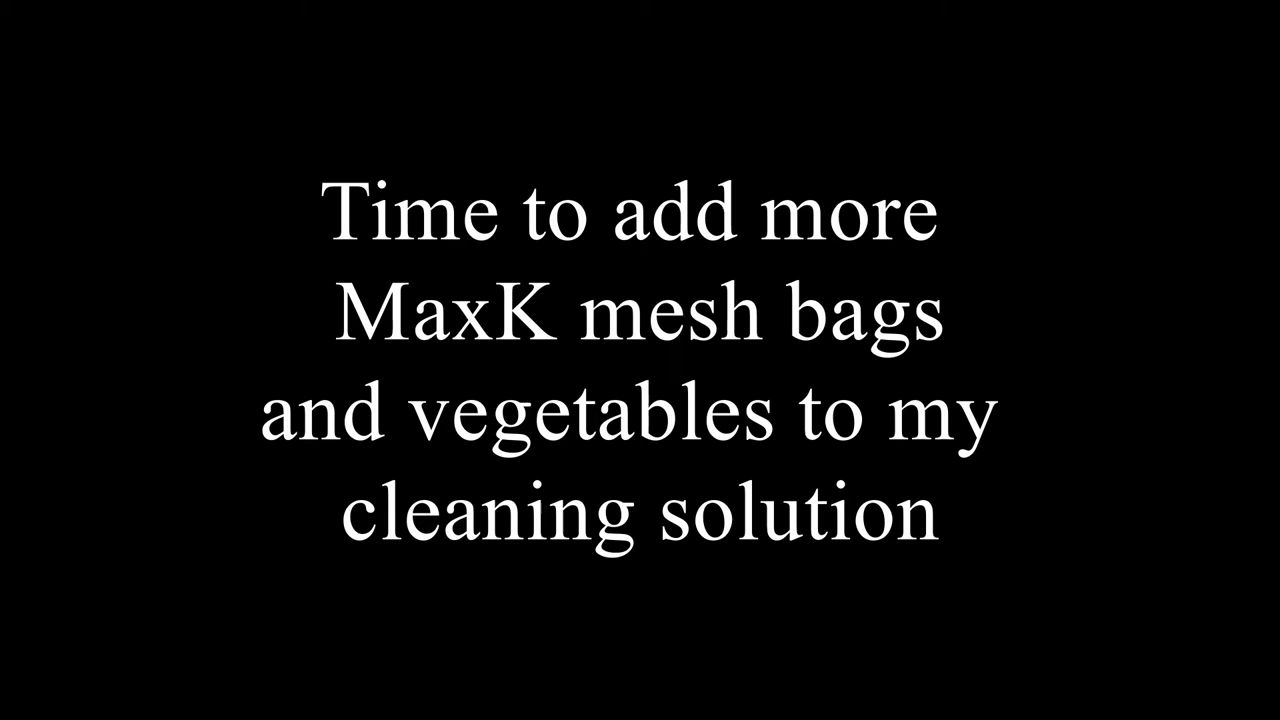 Time to add more
MaxK mesh bags
and vegetables to my
cleaning solution